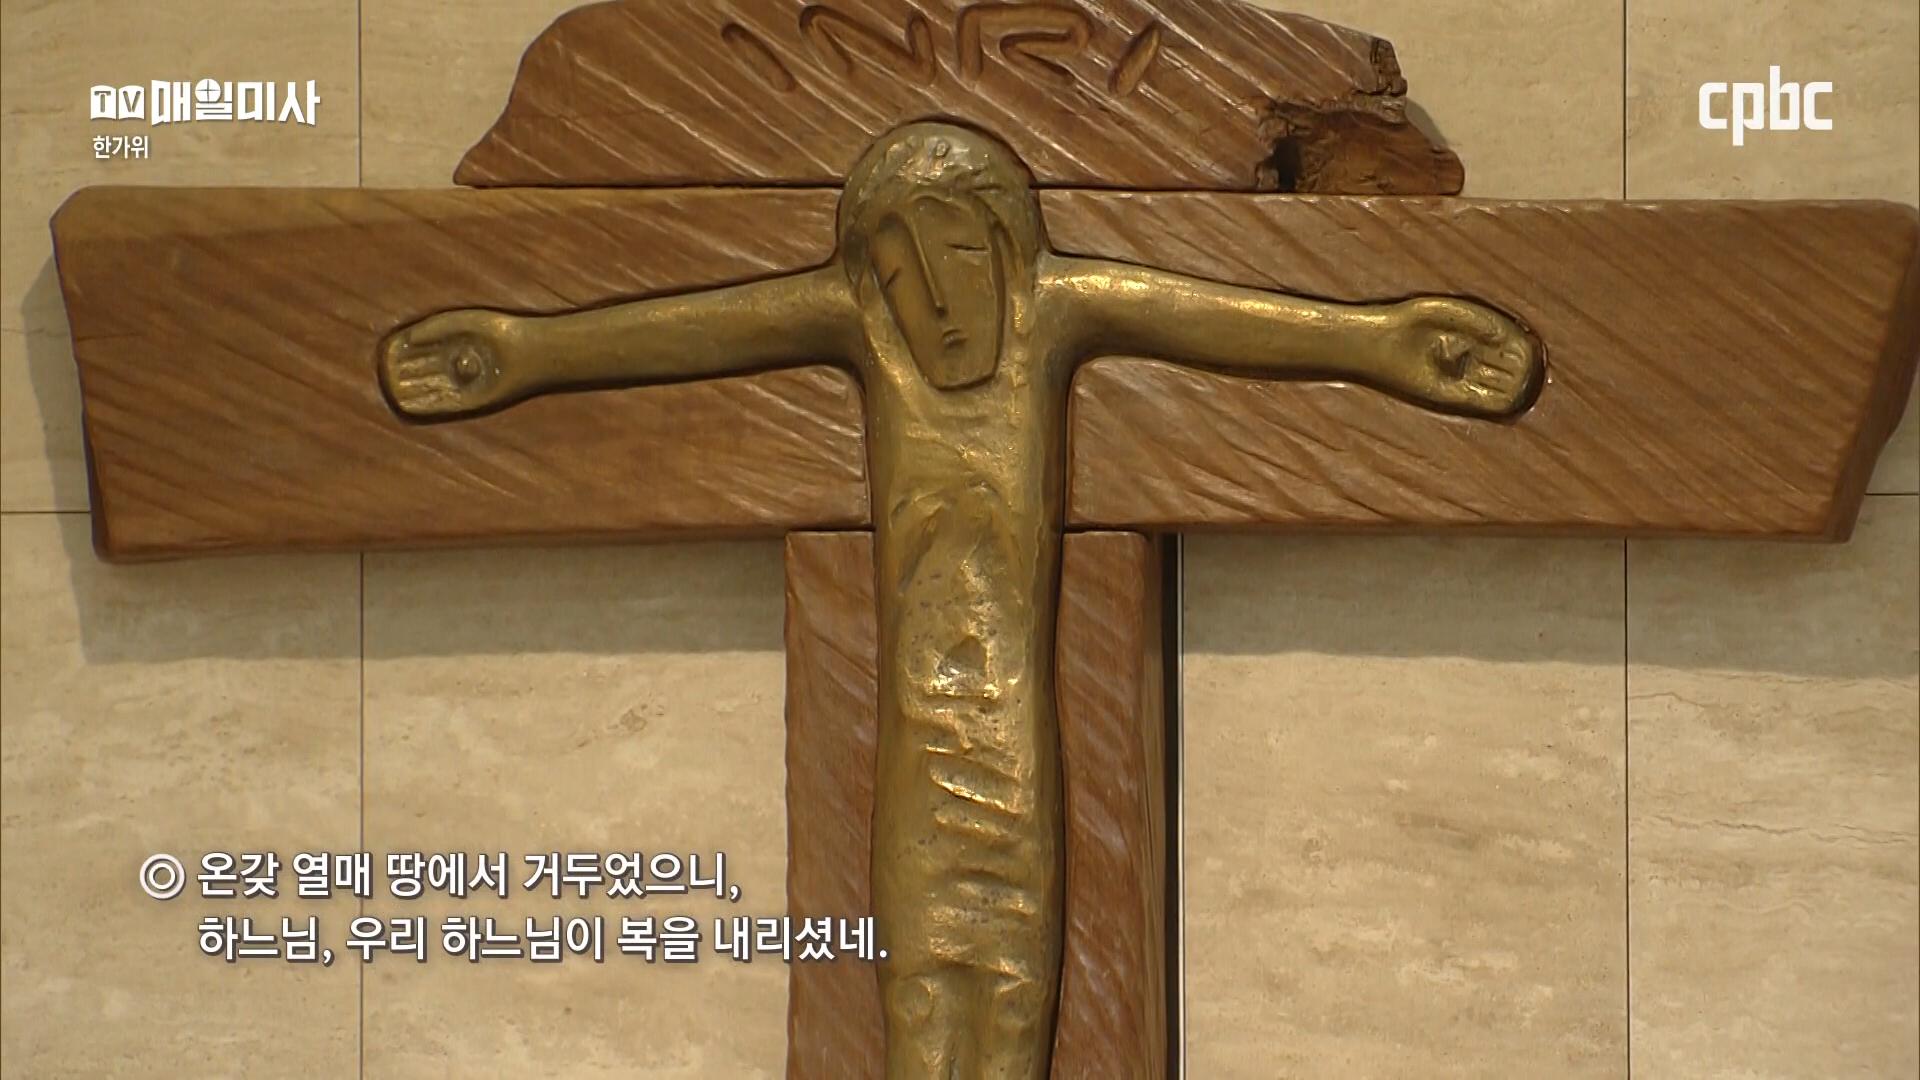 INRI
TV매일미사
한가위
cpbc
◎ 온갖 열매 땅에서 거두었으니,
하느님, 우리 하느님이 복을 내리셨네.